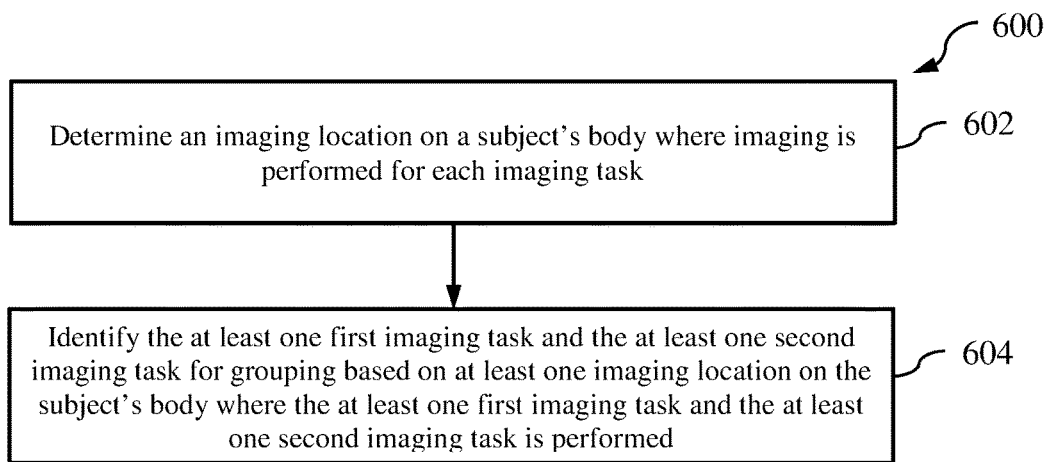 600
Determine an imaging location on a subject's body where imaging is
performed for each imaging task
602
Identify the at least one first imaging task and the at least one second
imaging task for grouping based on at least one imaging location on the
subject's body where the at least one first imaging task and the at least
one second imaging task is performed
604